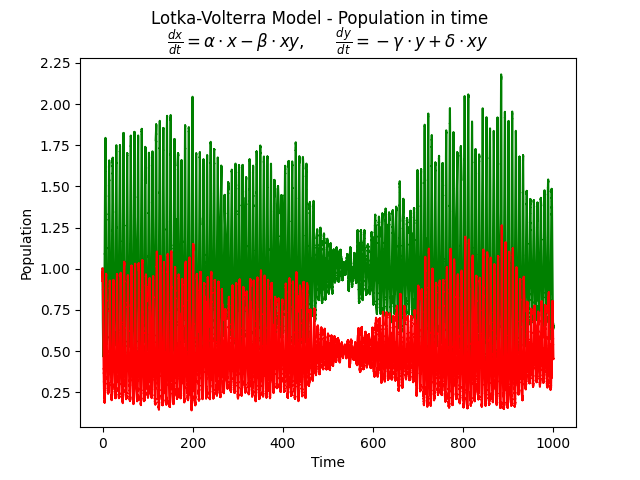 Lotka-Volterra Model - Population in time
dx/dt = α · x − β · xy,    dy/dt = − γ · y + δ · xy
2.25
2.00
1.75
1.50
1.25
1.00
0.75
0.50
0.25
Population
0 200 400 600 800 1000
Time